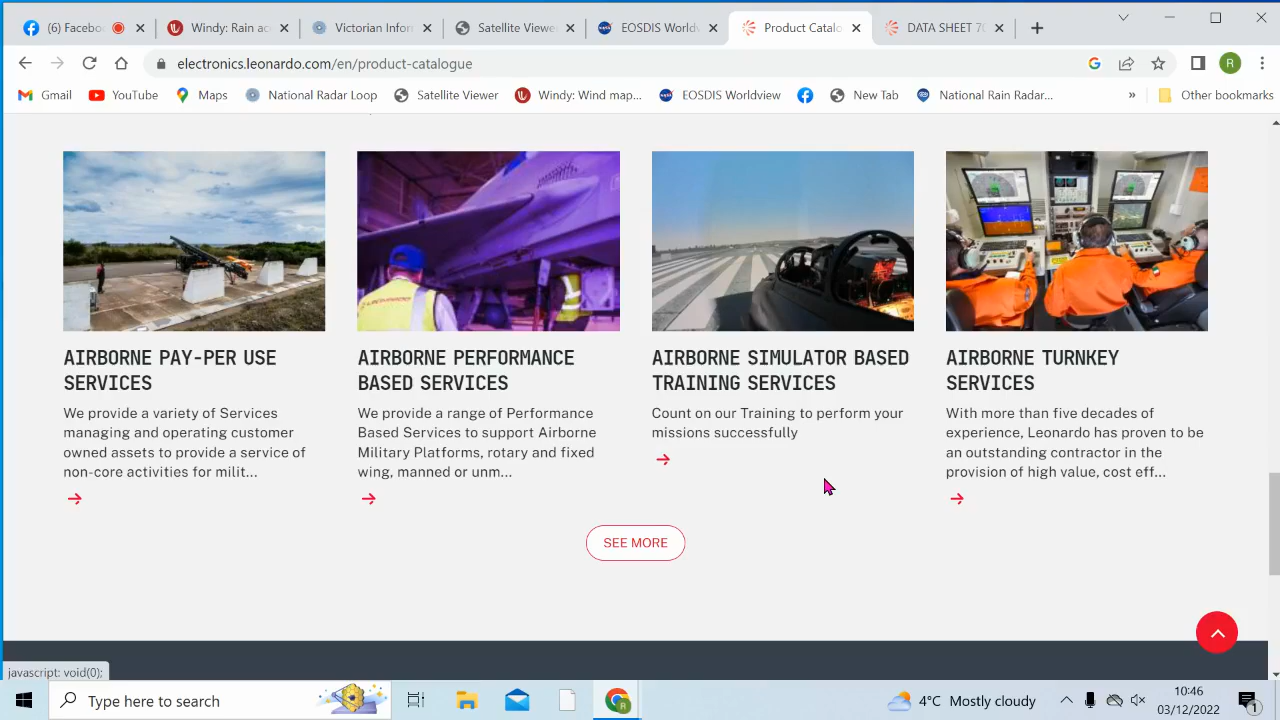 (6) Facebo
Windy: Rain ac
Victorian Infor
Satellite Viewe
EOSDIS Worldv
Product Catalo
DATA SHEET 70
electronics.leonardo.com/en/product-catalogue
R
Gmail
YouTube
Maps
National Radar Loop
Satellite Viewer
Windy: Wind map...
EOSDIS Worldview
New Tab
National Rain Radar...
»
Other bookmarks
AIRBORNE PAY-PER USE
SERVICES
We provide a variety of Services
managing and operating customer
owned assets to provide a service of
non-core activities for milit...
AIRBORNE PERFORMANCE
BASED SERVICES
We provide a range of Performance
Based Services to support Airborne
Military Platforms, rotary and fixed
wing, manned or unm...
AIRBORNE SIMULATOR BASED
TRAINING SERVICES
Count on our Training to perform your
missions successfully
AIRBORNE TURNKEY
SERVICES
With more than five decades of
experience, Leonardo has proven to be
an outstanding contractor in the
provision of high value, cost eff...
SEE MORE
javascript: void(0);
Type here to search
4°C Mostly cloudy
10:46
03/12/2022
1